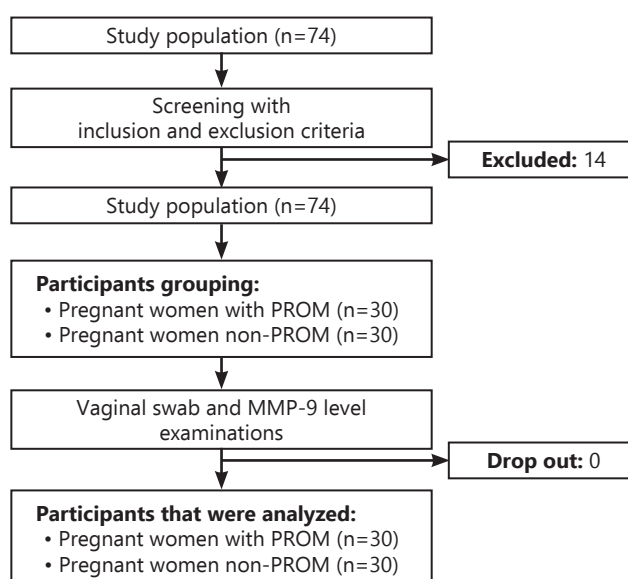 Study population (n=74)
Screening with
inclusion and exclusion criteria
Excluded: 14
Study population (n=74)
Participants grouping:
• Pregnant women with PROM (n=30)
• Pregnant women non-PROM (n=30)
Vaginal swab and MMP-9 level
examinations
Drop out: 0
Participants that were analyzed:
• Pregnant women with PROM (n=30)
• Pregnant women non-PROM (n=30)